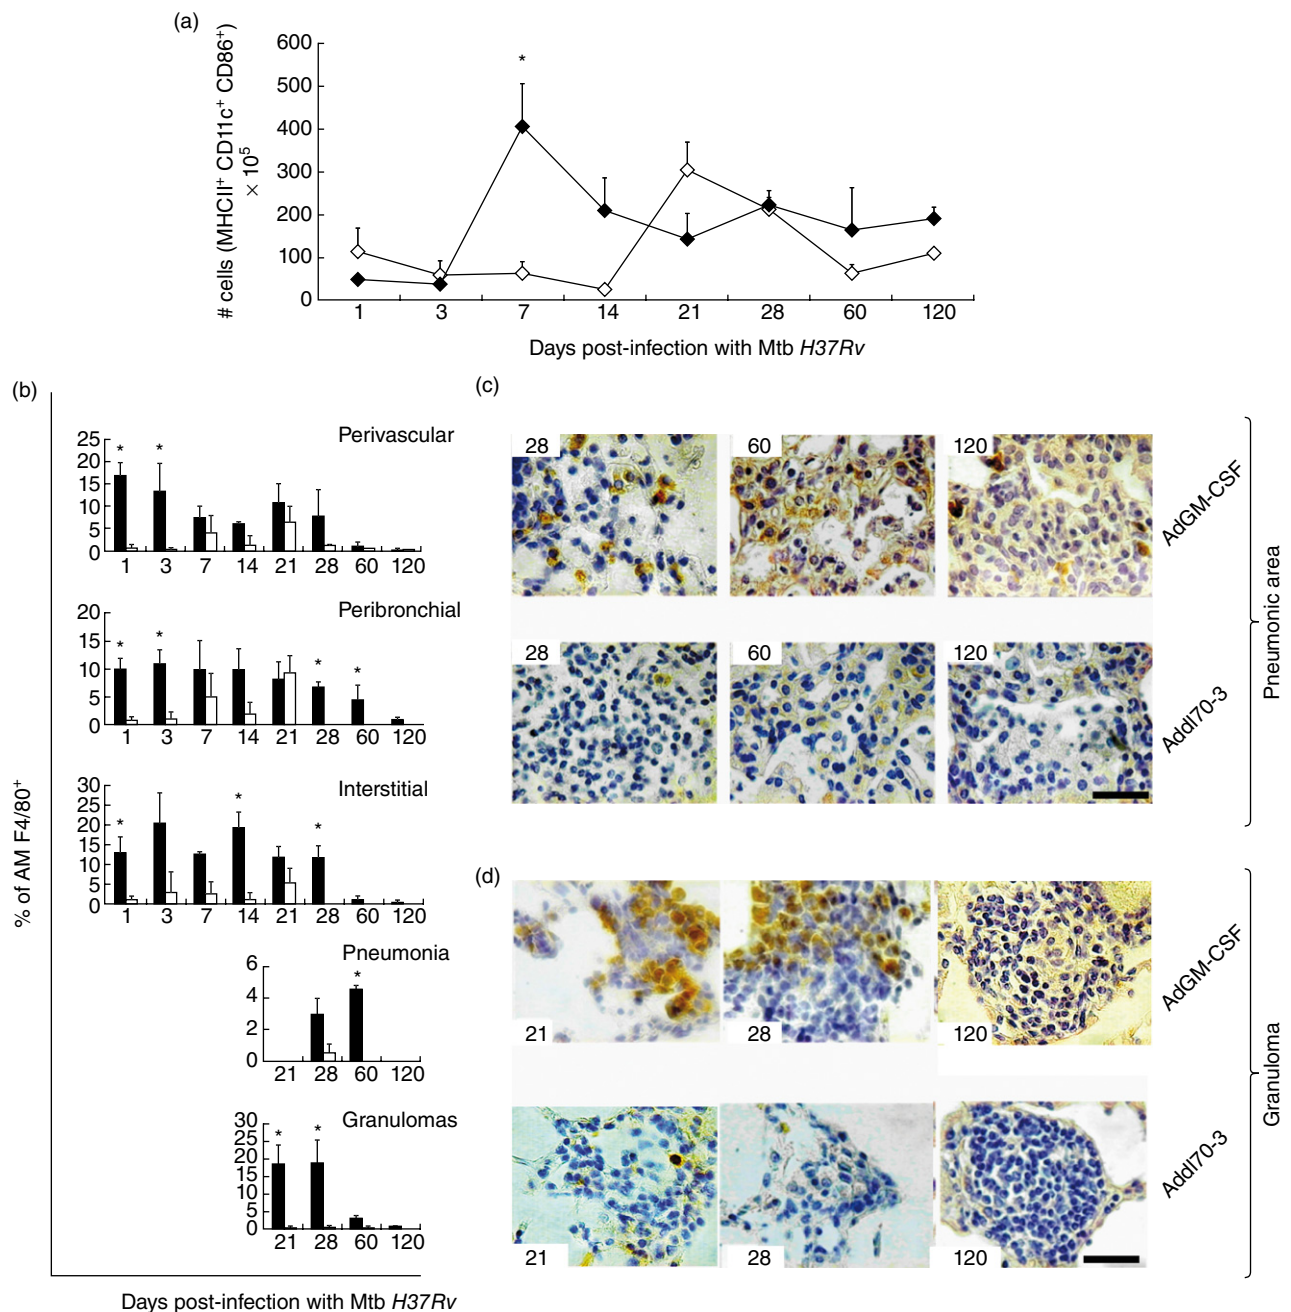 (a)
# cells (MHCII+ CD11c+ CD86+)
× 10^5
600
500
400
300
200
100
0
*
1 3 7 14 21 28 60 120
Days post-infection with Mtb H37Rv
(b)
% of AM F4/80+
Perivascular
25
20
15
10
5
0
* *
1 3 7 14 21 28 60 120
Peribronchial
20
15
10
5
0
* * * *
1 3 7 14 21 28 60 120
Interstitial
30
25
20
15
10
5
0
* * *
1 3 7 14 21 28 60 120
Pneumonia
6
4
2
0
*
21 28 60 120
Granulomas
30
25
20
15
10
5
0
* *
21 28 60 120
Days post-infection with Mtb H37Rv
(c)
28 60 120
AdGM-CSF
28 60 120
Addl70-3
Pneumonic area
(d)
21 28 120
AdGM-CSF
21 28 120
Addl70-3
Granuloma